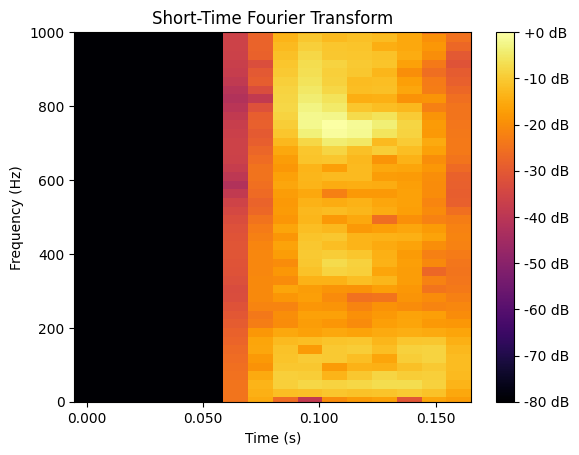 Short-Time Fourier Transform
1000
800
600
400
200
0
Frequency (Hz)
0.000
0.050
0.100
0.150
Time (s)
+0 dB
-10 dB
-20 dB
-30 dB
-40 dB
-50 dB
-60 dB
-70 dB
-80 dB